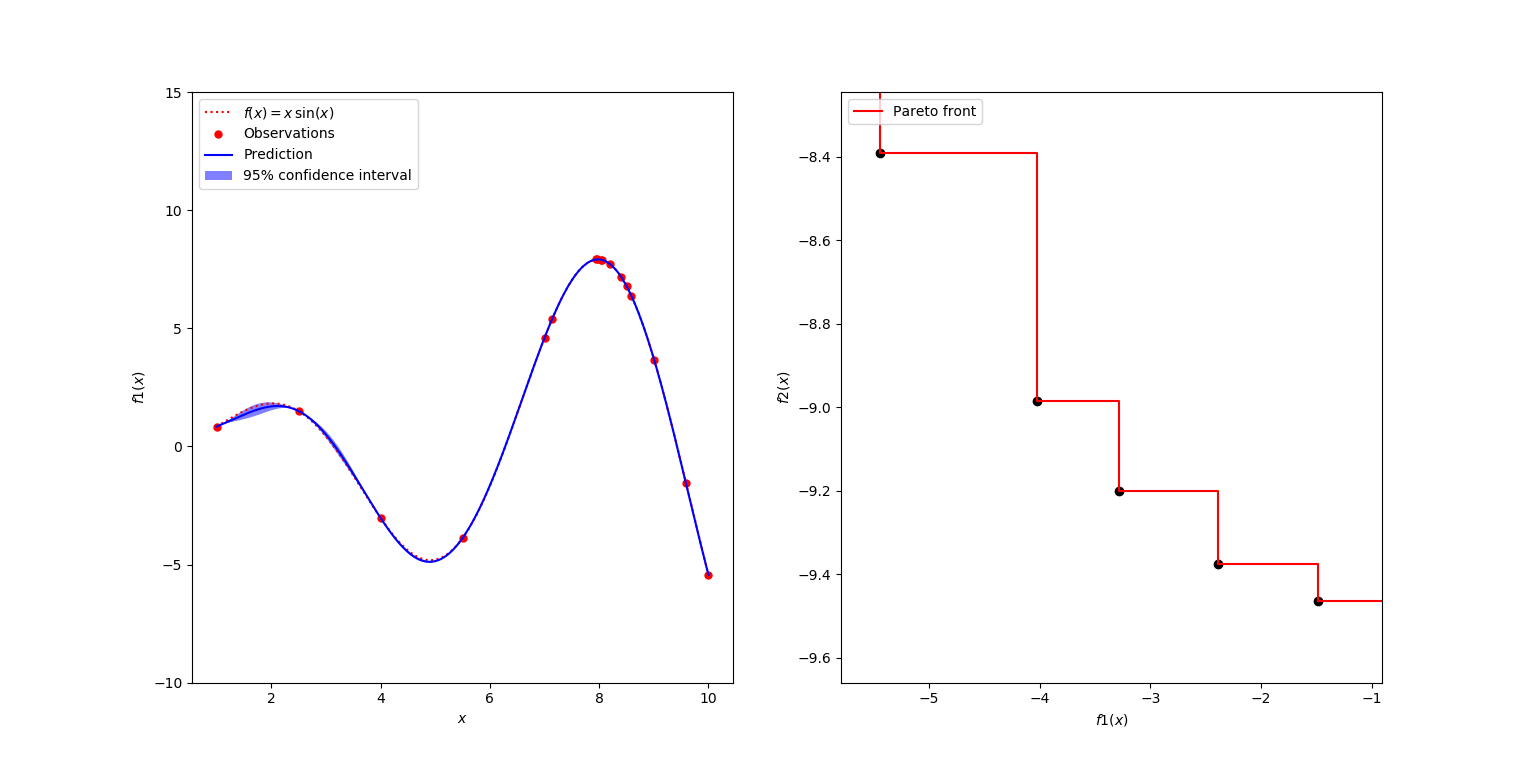 f(x) = x sin(x)
Observations
Prediction
95% confidence interval
15
10
5
0
−5
−10
f1(x)
2
4
6
8
10
x
Pareto front
−8.4
−8.6
−8.8
−9.0
−9.2
−9.4
−9.6
f2(x)
−5
−4
−3
−2
−1
f1(x)